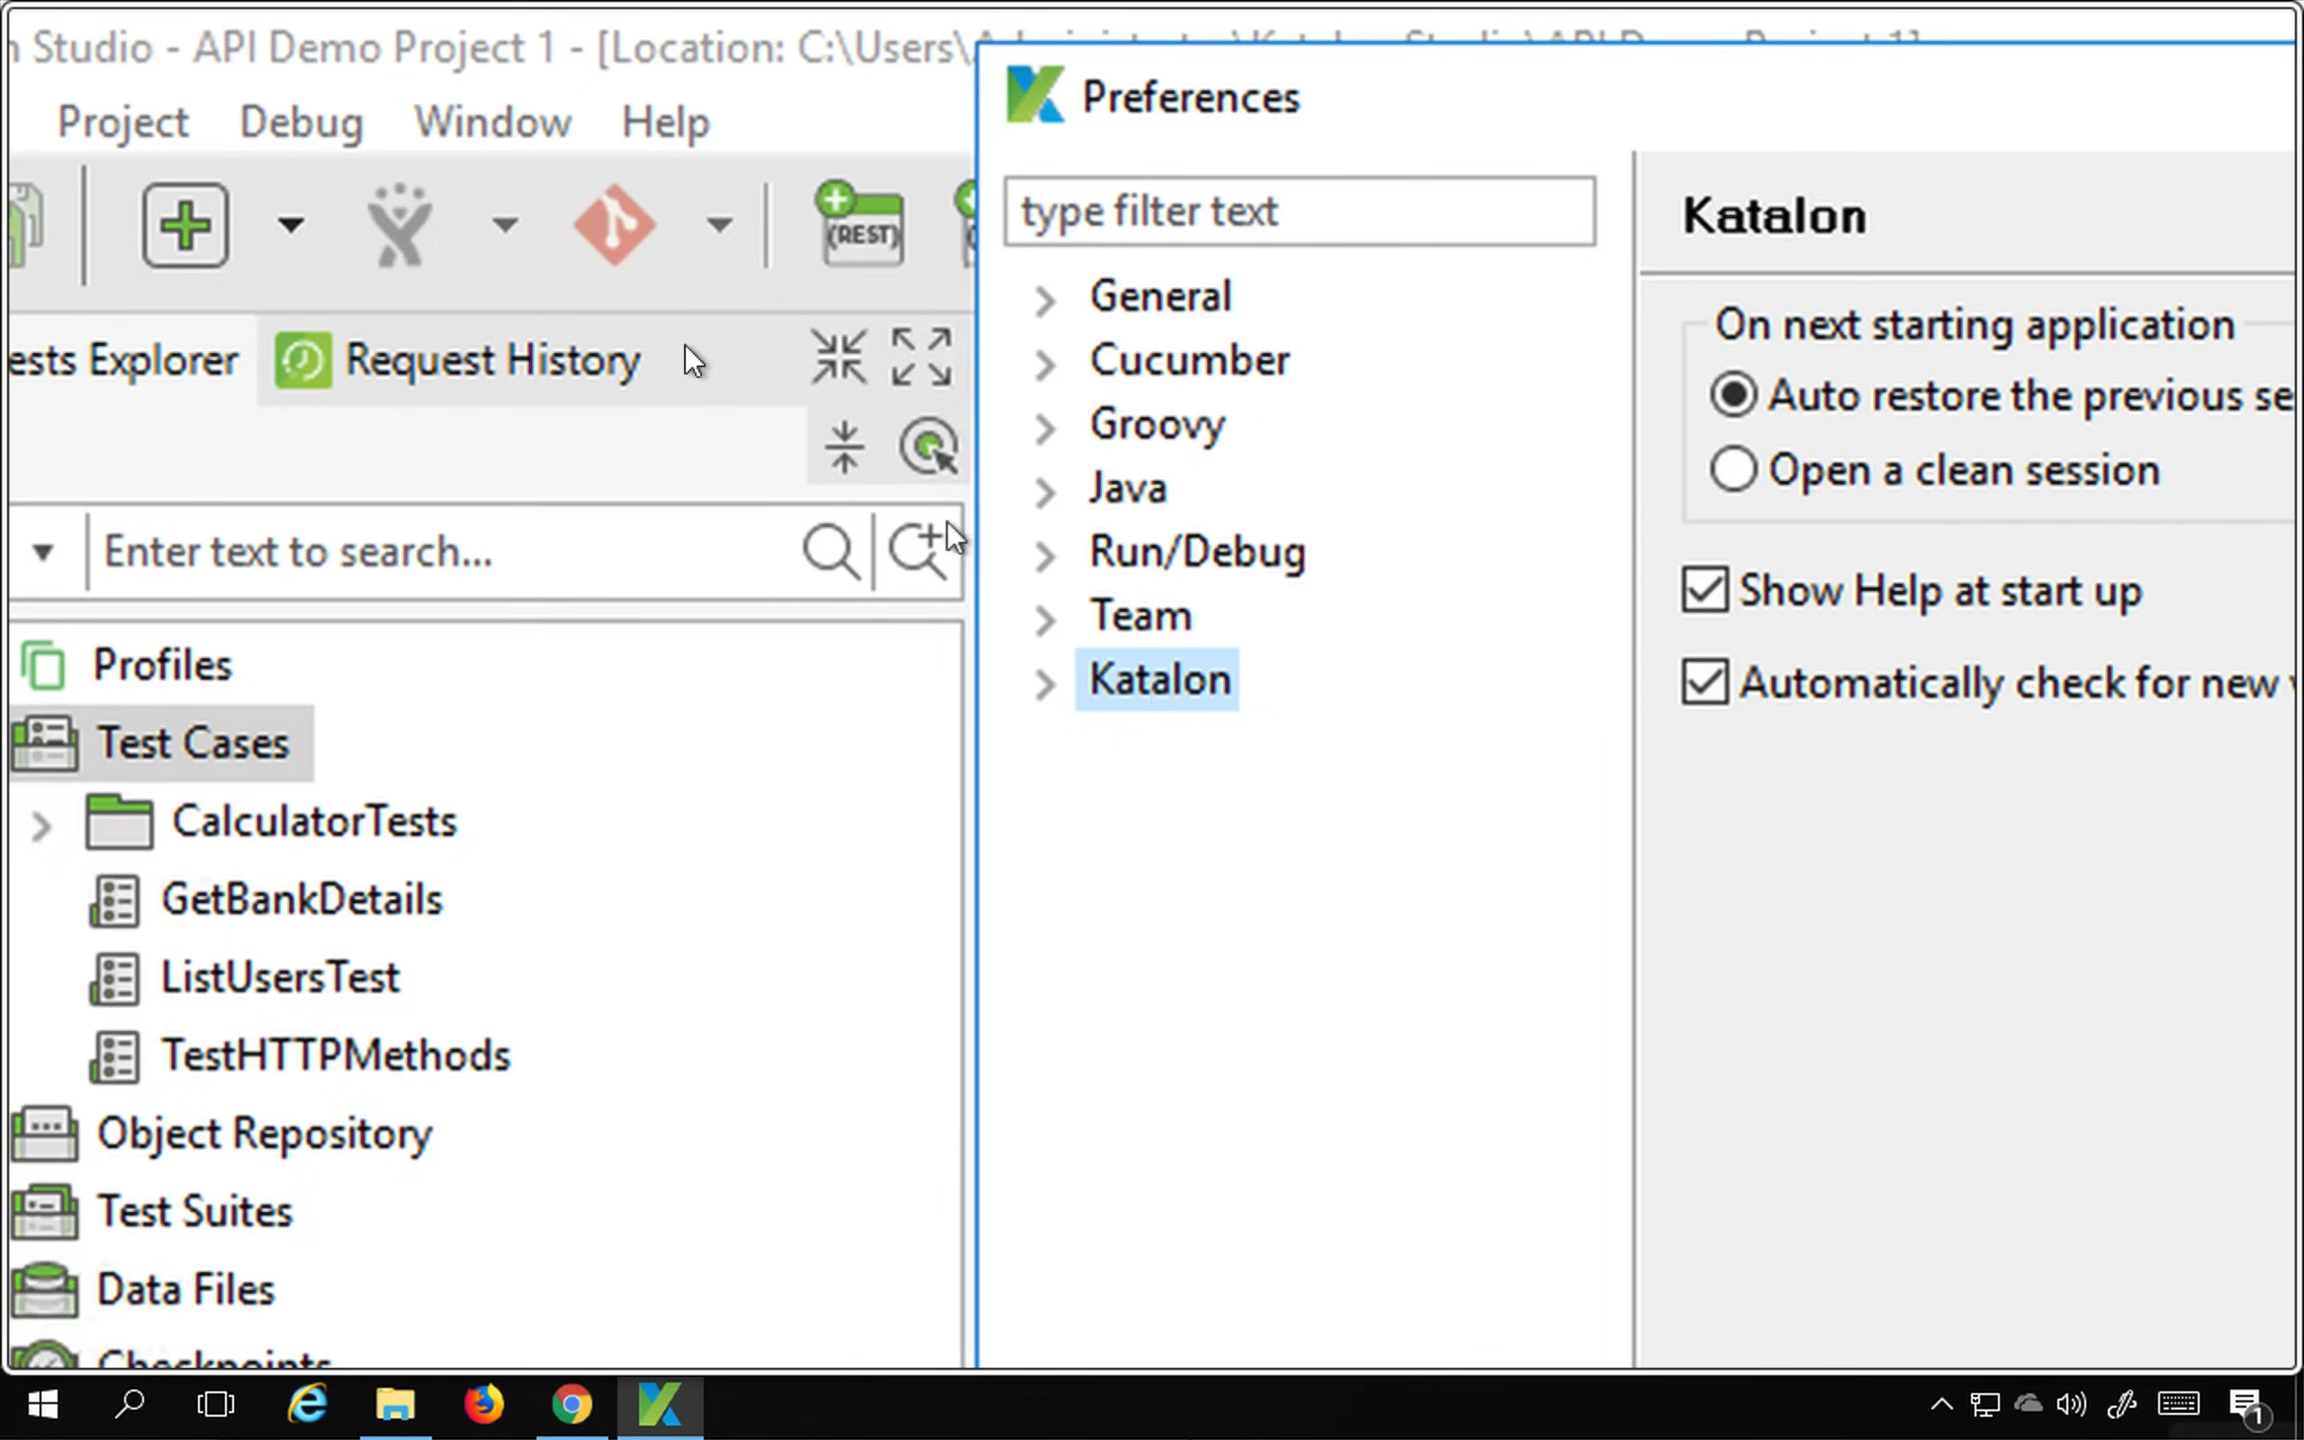 n Studio - API Demo Project 1 - [Location: C:\Users\
Project Debug Window Help
(REST)
ests Explorer
Request History
Enter text to search...
Profiles
Test Cases
CalculatorTests
GetBankDetails
ListUsersTest
TestHTTPMethods
Object Repository
Test Suites
Data Files
Checkpoints
Preferences
type filter text
General
Cucumber
Groovy
Java
Run/Debug
Team
Katalon
Katalon
On next starting application
Auto restore the previous se
Open a clean session
Show Help at start up
Automatically check for new
1